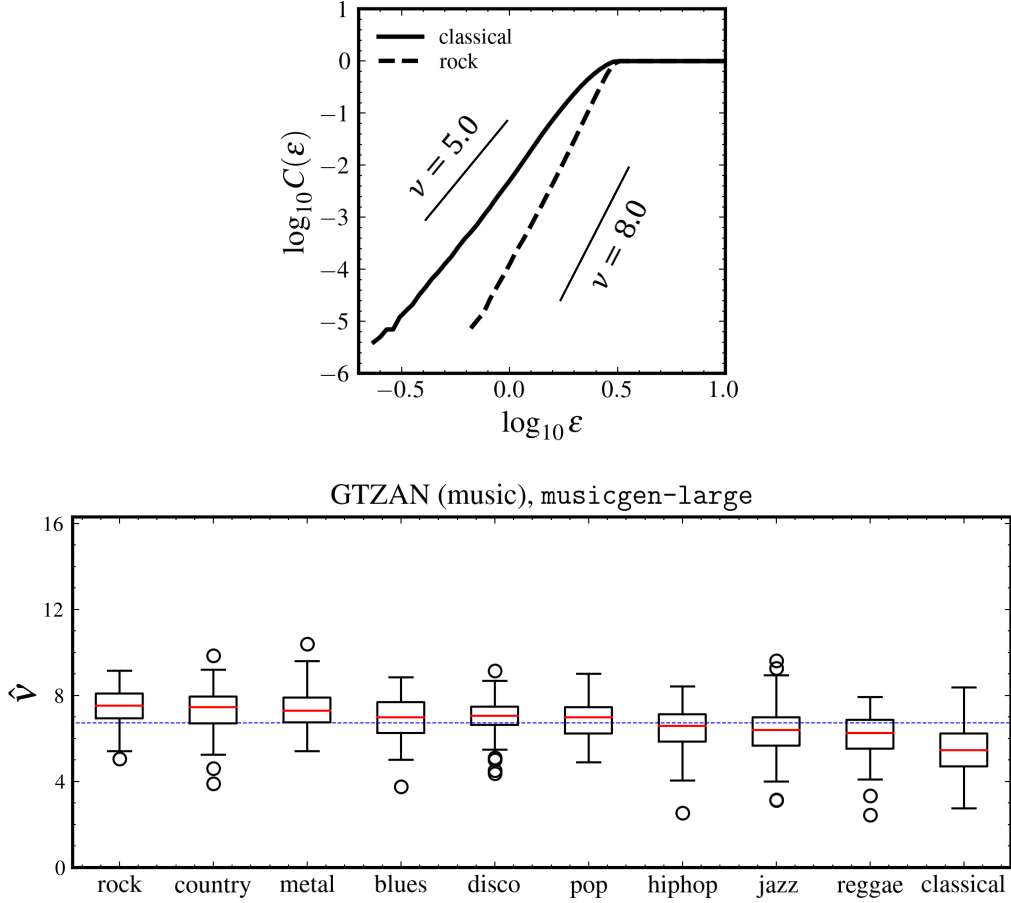 1
classical
rock
0
−1
−2
−3
−4
−5
−6
log₁₀C(ε)
ν = 5.0
ν = 8.0
−0.5 0.0 0.5 1.0
log₁₀ ε
GTZAN (music), musicgen-large
16
12
8
4
0
ν̂
rock country metal blues disco pop hiphop jazz reggae classical